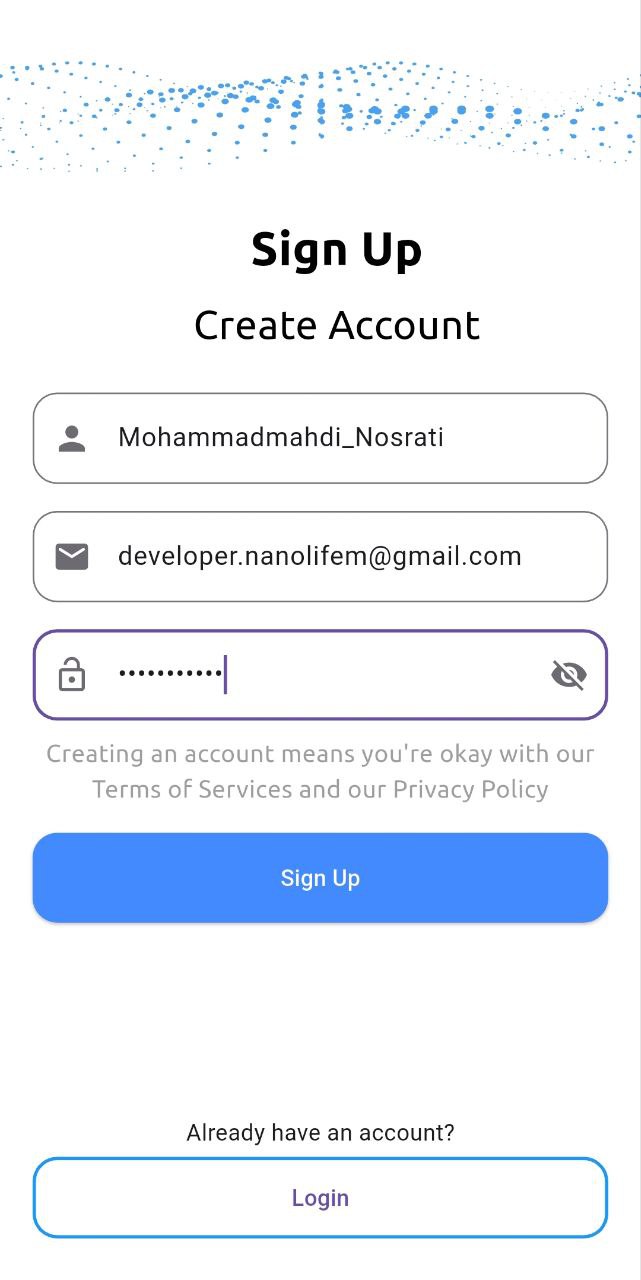 Sign Up
Create Account
Mohammadmahdi_Nosrati
developer.nanolifem@gmail.com
•••••••••••
Creating an account means you're okay with our
Terms of Services and our Privacy Policy
Sign Up
Already have an account?
Login